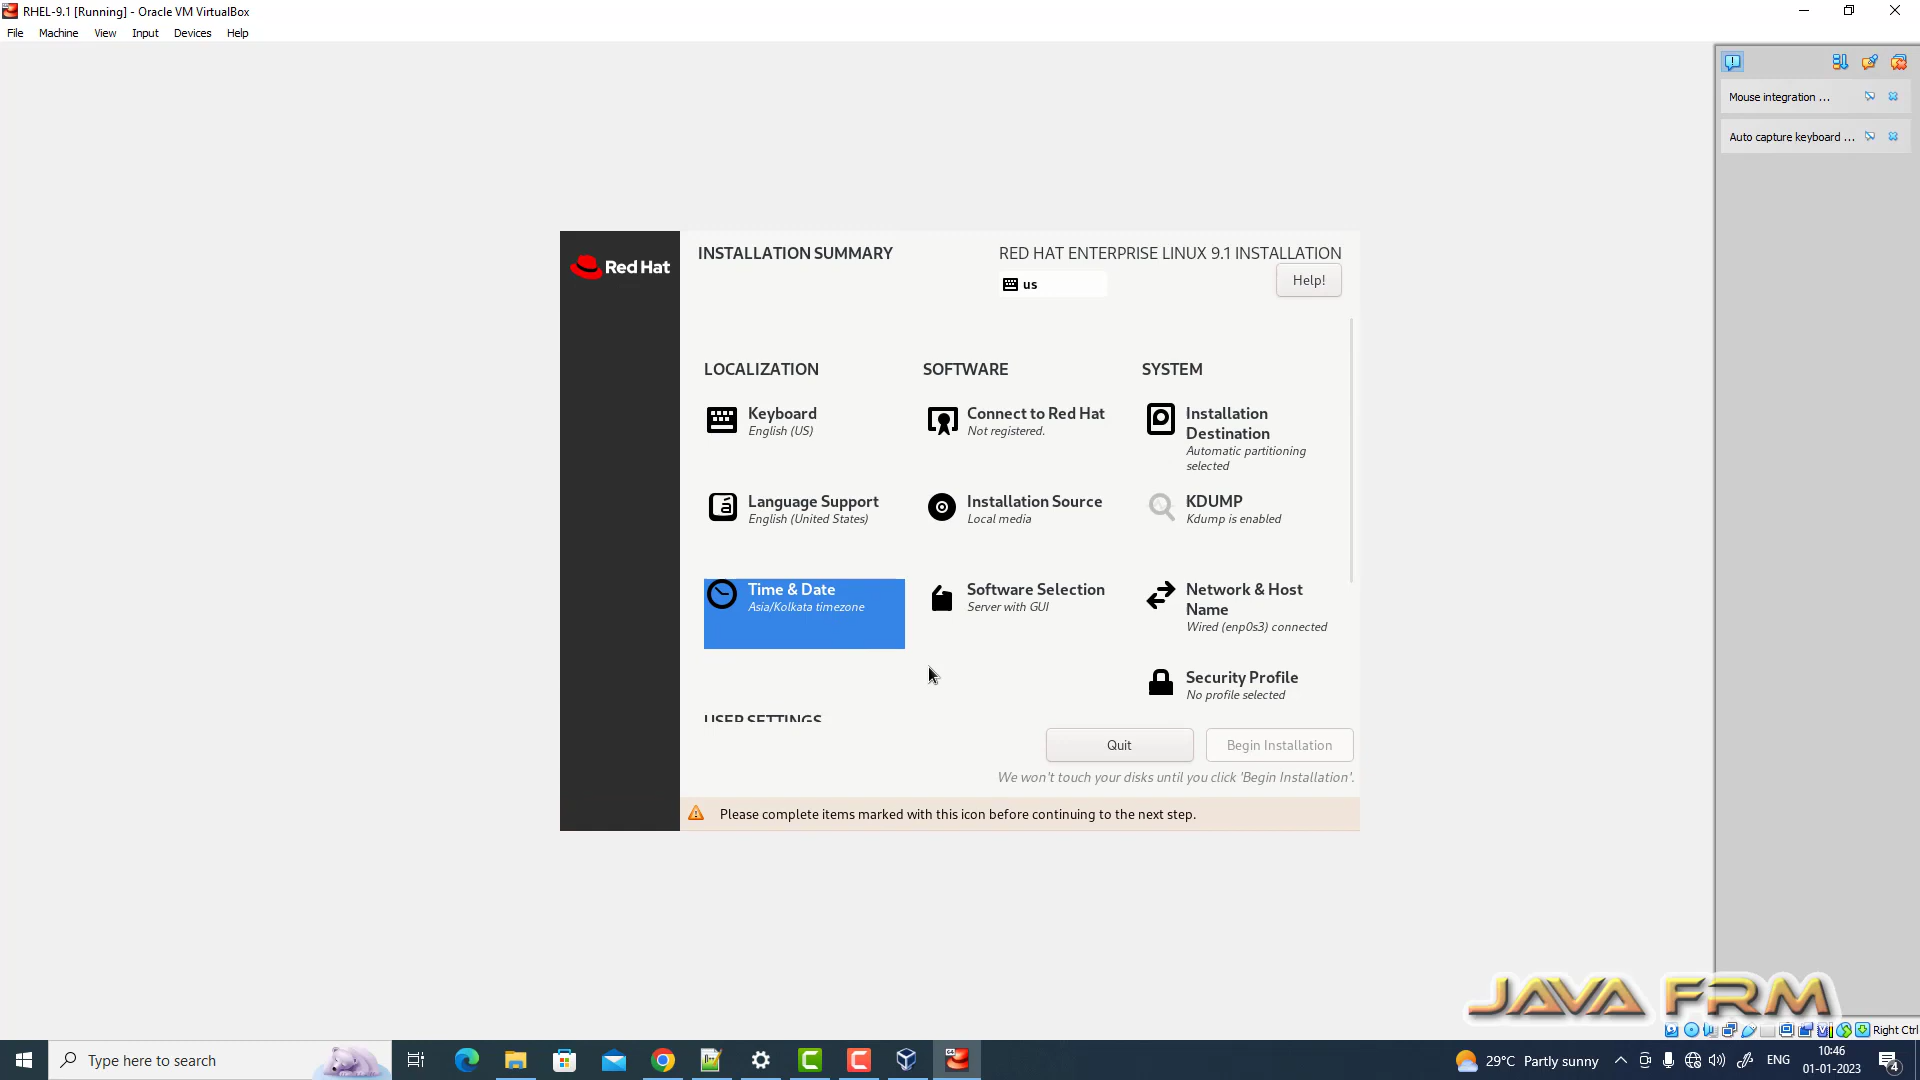 RHEL-9.1 [Running] - Oracle VM VirtualBox
File Machine View Input Devices Help
Mouse integration ...
Auto capture keyboard ...
Red Hat
INSTALLATION SUMMARY
RED HAT ENTERPRISE LINUX 9.1 INSTALLATION
us
Help!
LOCALIZATION
Keyboard
English (US)
Language Support
English (United States)
Time & Date
Asia/Kolkata timezone
SOFTWARE
Connect to Red Hat
Not registered.
Installation Source
Local media
Software Selection
Server with GUI
SYSTEM
Installation
Destination
Automatic partitioning
selected
KDUMP
Kdump is enabled
Network & Host
Name
Wired (enp0s3) connected
Security Profile
No profile selected
USER SETTINGS
Quit
Begin Installation
We won't touch your disks until you click 'Begin Installation'.
Please complete items marked with this icon before continuing to the next step.
JAVA FRM
Right Ctrl
Type here to search
29°C Partly sunny
ENG
10:46
01-01-2023
4